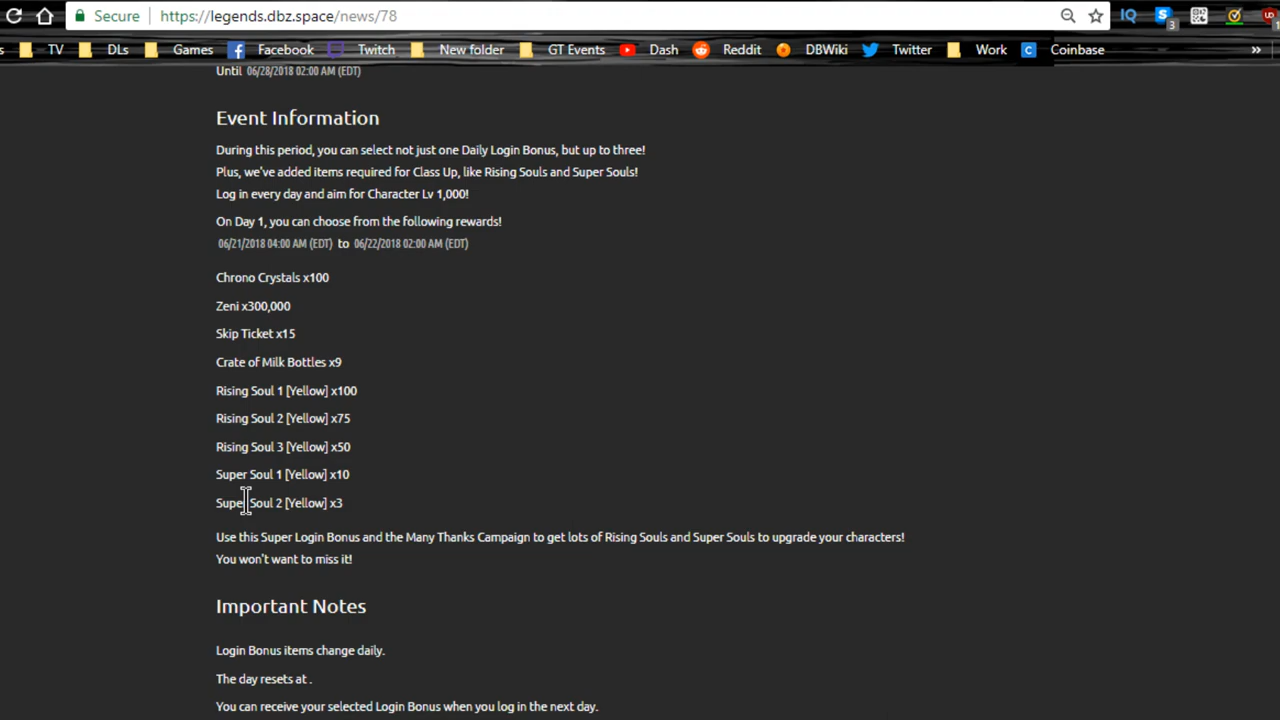 Secure https://legends.dbz.space/news/78 IQ 3 UD 1
s TV DLs Games Facebook Twitch New folder GT Events Dash Reddit DBWiki Twitter Work C Coinbase »
Until 06/28/2018 02:00 AM (EDT)
Event Information
During this period, you can select not just one Daily Login Bonus, but up to three!
Plus, we've added items required for Class Up, like Rising Souls and Super Souls!
Log in every day and aim for Character Lv 1,000!
On Day 1, you can choose from the following rewards!
06/21/2018 04:00 AM (EDT) to 06/22/2018 02:00 AM (EDT)
Chrono Crystals x100
Zeni x300,000
Skip Ticket x15
Crate of Milk Bottles x9
Rising Soul 1 [Yellow] x100
Rising Soul 2 [Yellow] x75
Rising Soul 3 [Yellow] x50
Super Soul 1 [Yellow] x10
Super Soul 2 [Yellow] x3
Use this Super Login Bonus and the Many Thanks Campaign to get lots of Rising Souls and Super Souls to upgrade your characters!
You won't want to miss it!
Important Notes
Login Bonus items change daily.
The day resets at .
You can receive your selected Login Bonus when you log in the next day.